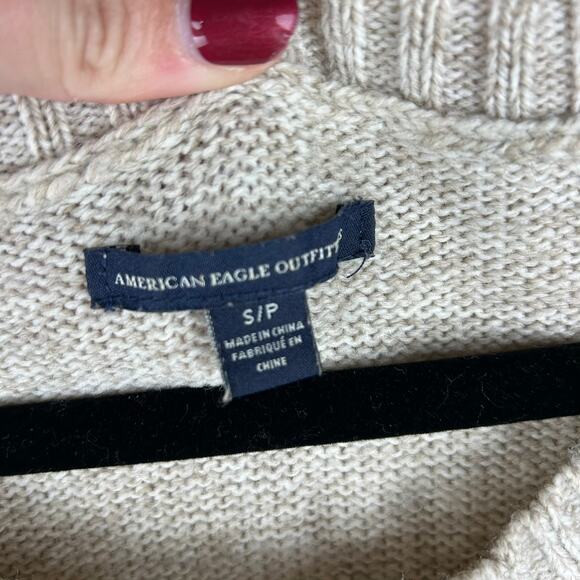 AMERICAN EAGLE OUTFITTERS
S/P
MADE IN CHINA
FABRIQUÉ EN
CHINE